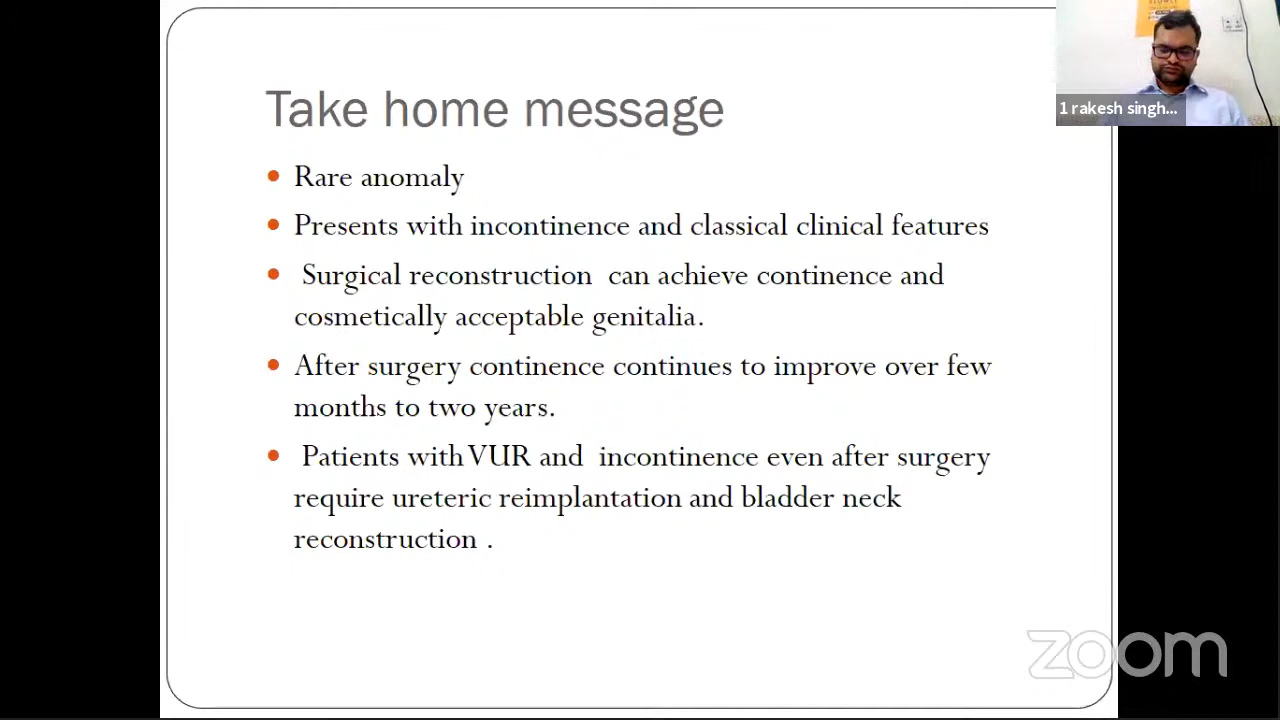 Take home message
1 rakesh singh...
Rare anomaly
Presents with incontinence and classical clinical features
Surgical reconstruction can achieve continence and
cosmetically acceptable genitalia.
After surgery continence continues to improve over few
months to two years.
Patients with VUR and incontinence even after surgery
require ureteric reimplantation and bladder neck
reconstruction .
zoom